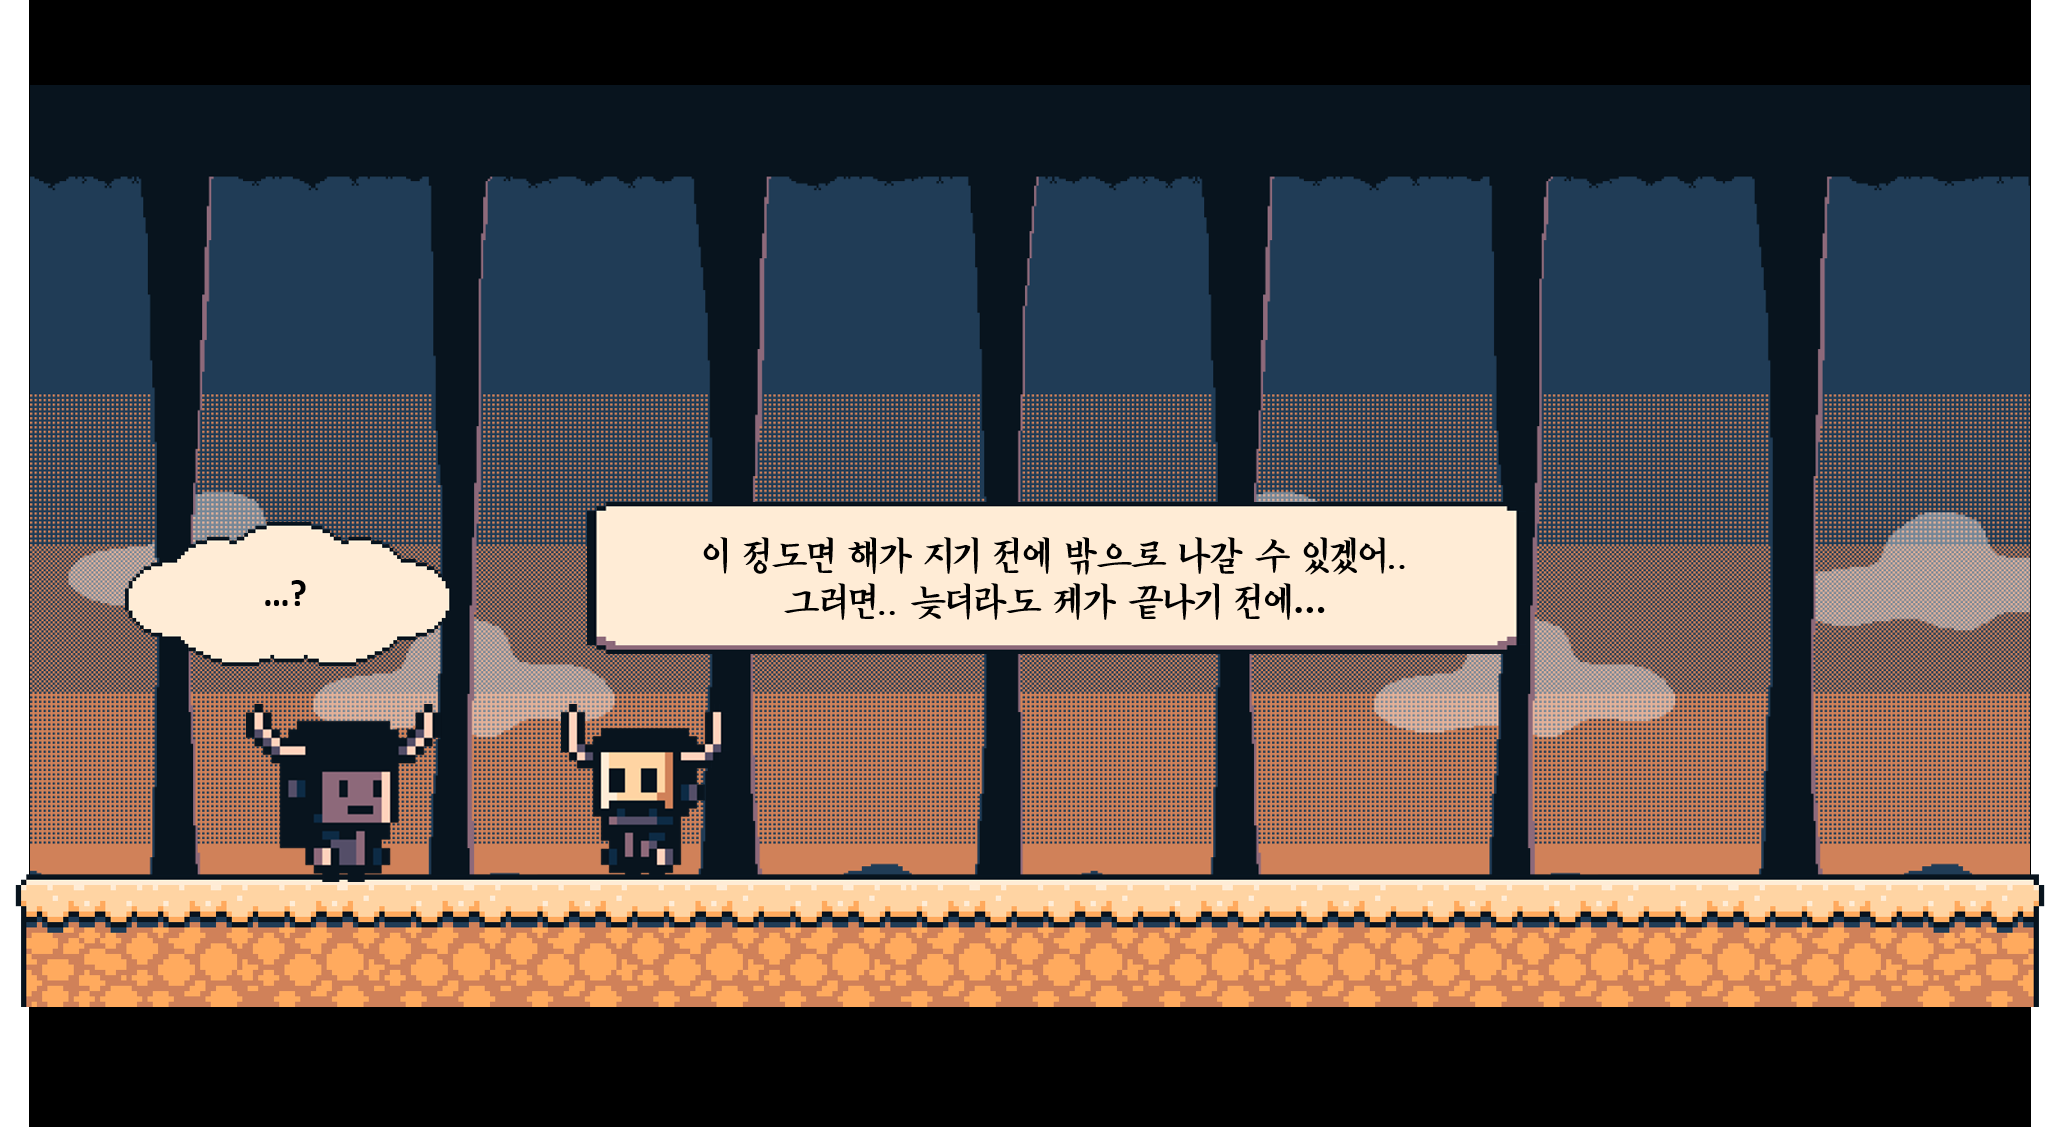 ...?
이 정도면 해가 지기 전에 밖으로 나갈 수 있겠어..
그러면.. 늦더라도 제가 끝나기 전에...